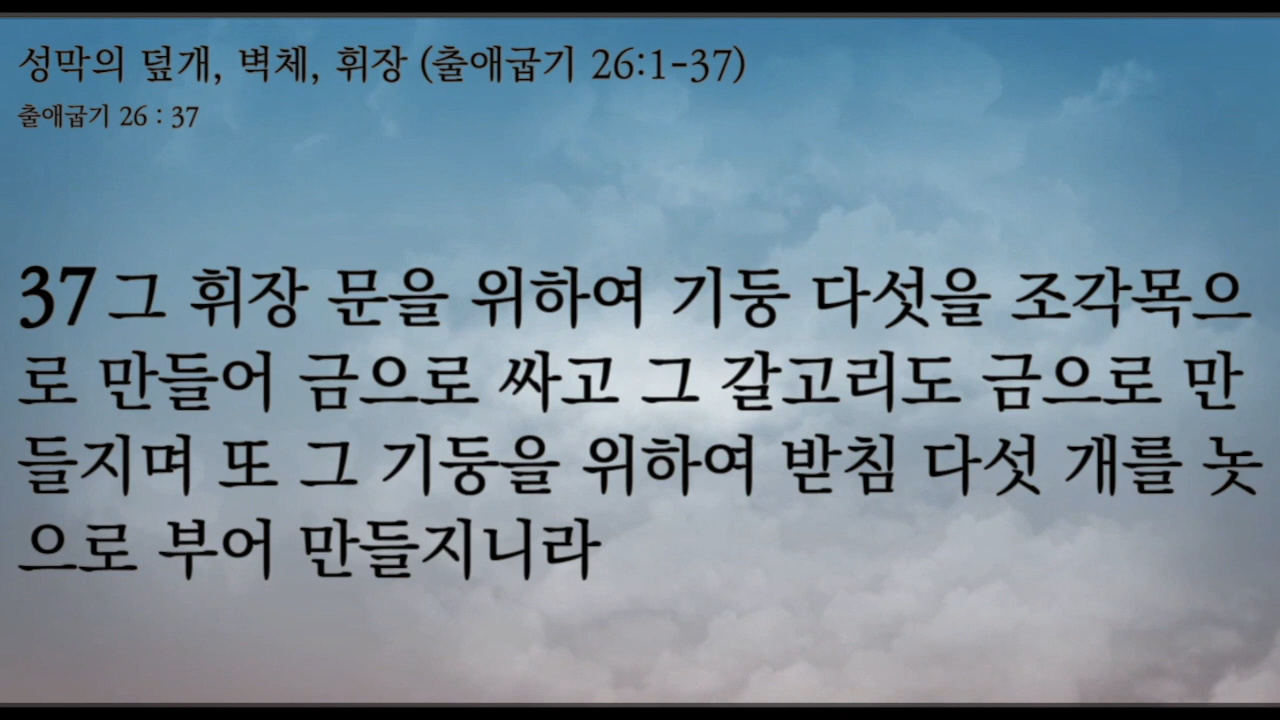 성막의 덮개, 벽체, 휘장 (출애굽기 26:1-37)
출애굽기 26 : 37
37 그 휘장 문을 위하여 기둥 다섯을 조각목으
로 만들어 금으로 싸고 그 갈고리도 금으로 만
들지며 또 그 기둥을 위하여 받침 다섯 개를 놋
으로 부어 만들지니라